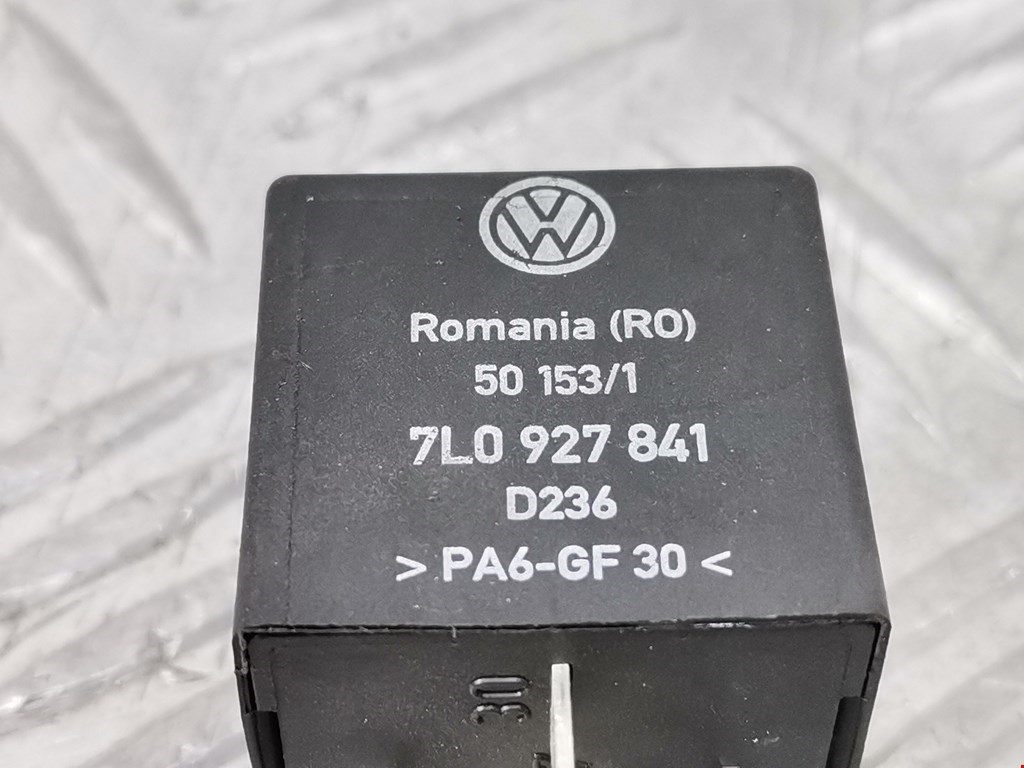 Romania (RO)
50 153/1
7L0 927 841
D236
> PA6-GF 30 <
30